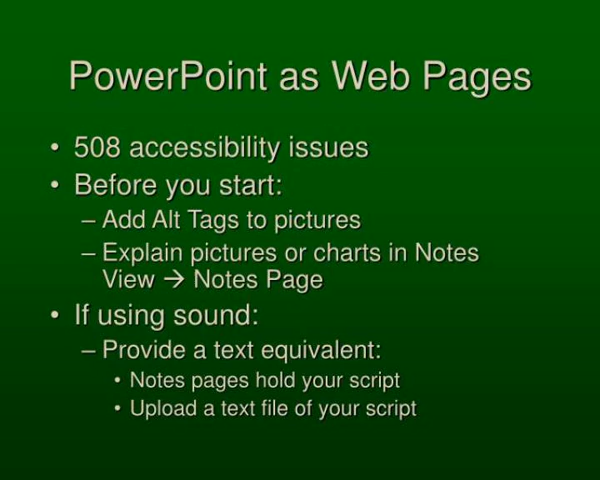 PowerPoint as Web Pages
• 508 accessibility issues
• Before you start:
– Add Alt Tags to pictures
– Explain pictures or charts in Notes
View → Notes Page
• If using sound:
– Provide a text equivalent:
• Notes pages hold your script
• Upload a text file of your script